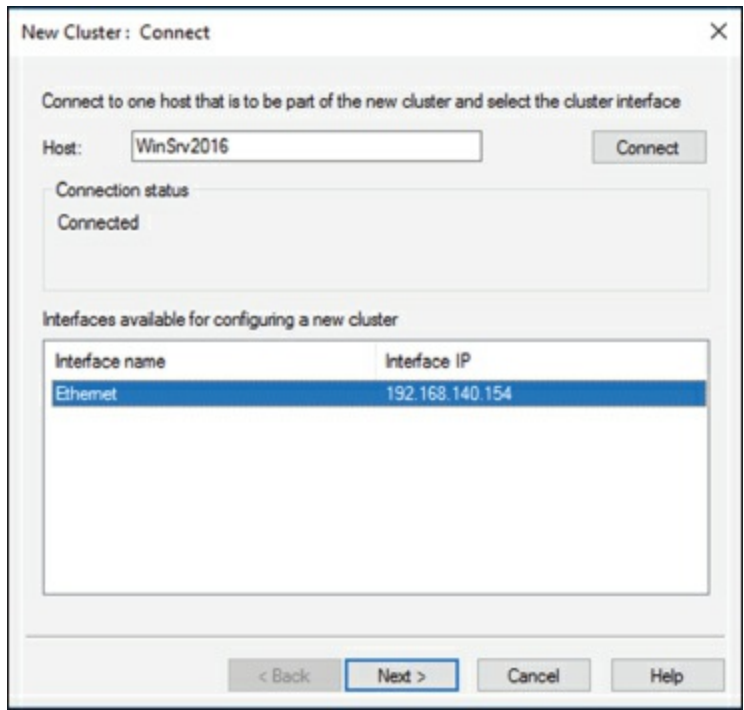 New Cluster: Connect
Connect to one host that is to be part of the new cluster and select the cluster interface
Host: WinSrv2016 Connect
Connection status
Connected
Interfaces available for configuring a new cluster
Interface name Interface IP
Ethernet 192.168.140.154
< Back Next > Cancel Help